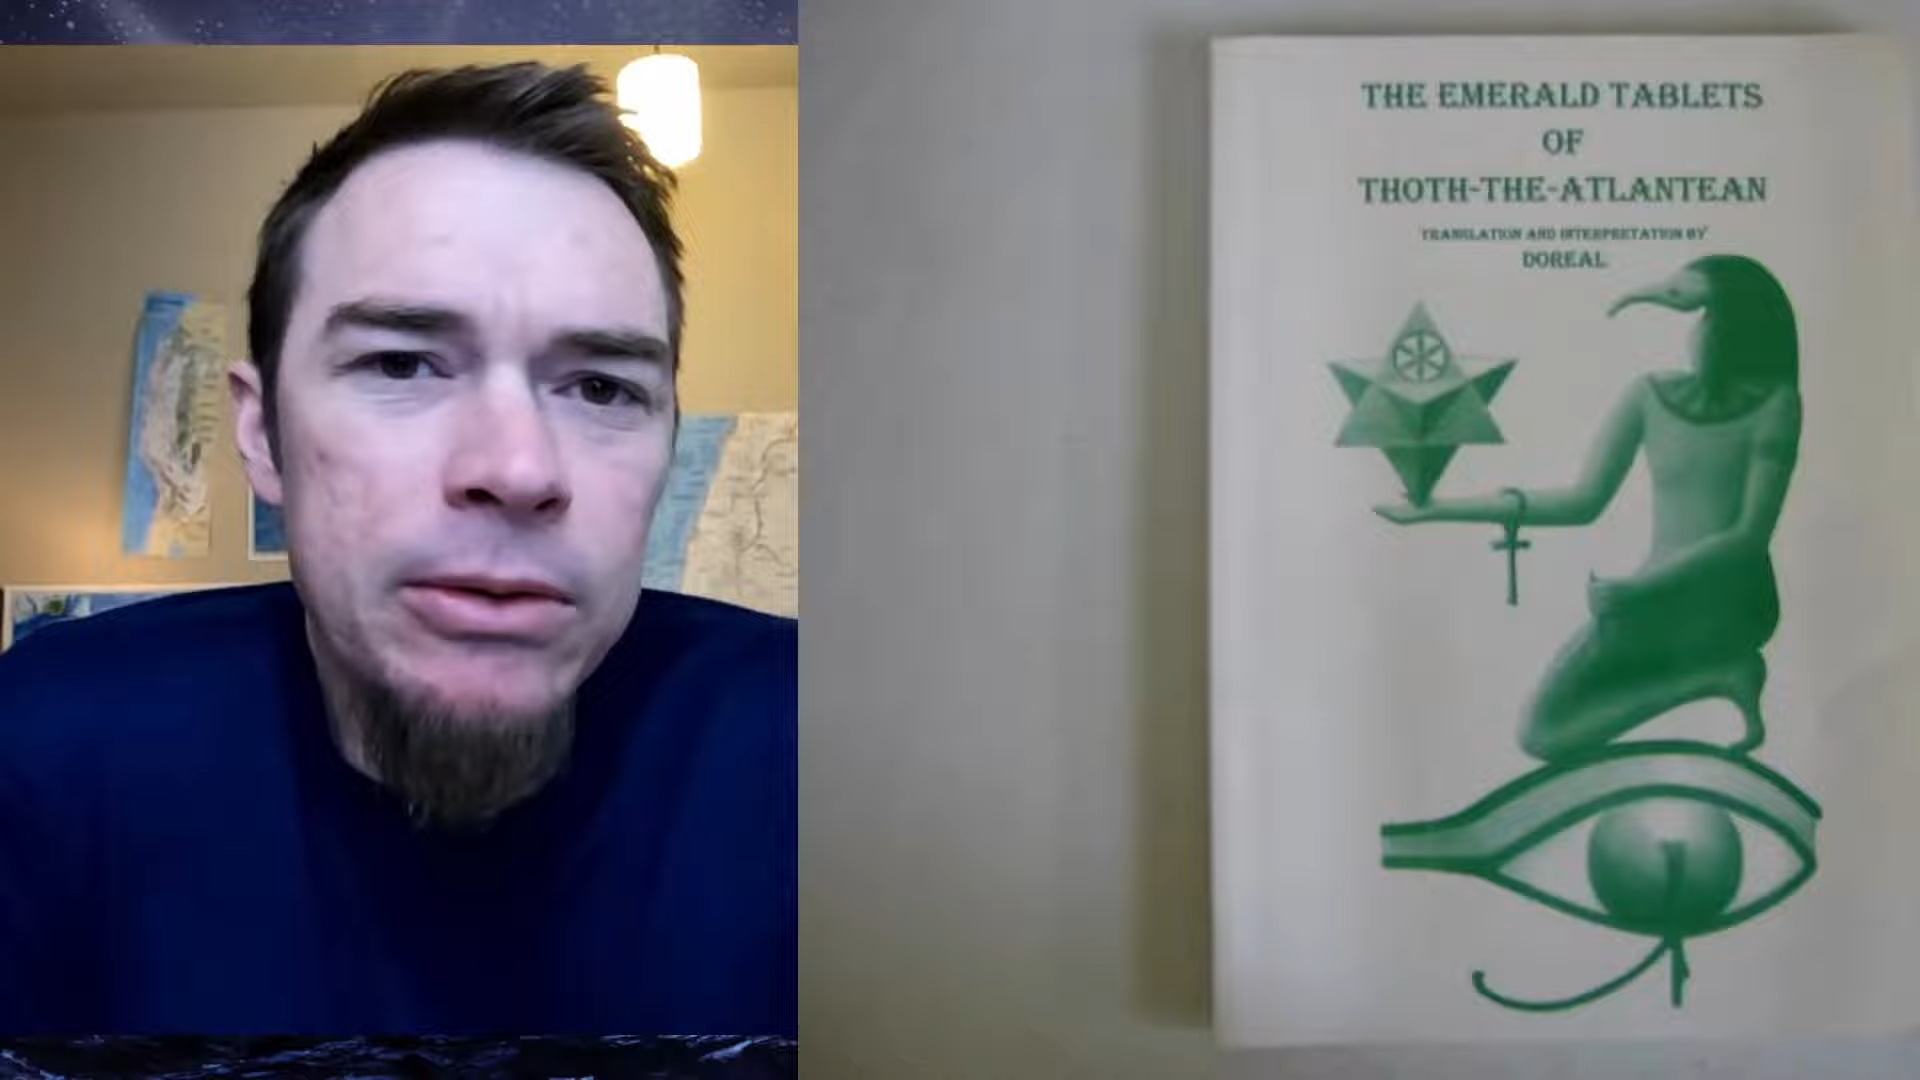 THE EMERALD TABLETS
OF
THOTH-THE-ATLANTEAN
TRANSLATION AND INTERPRETATION BY
DOREAL